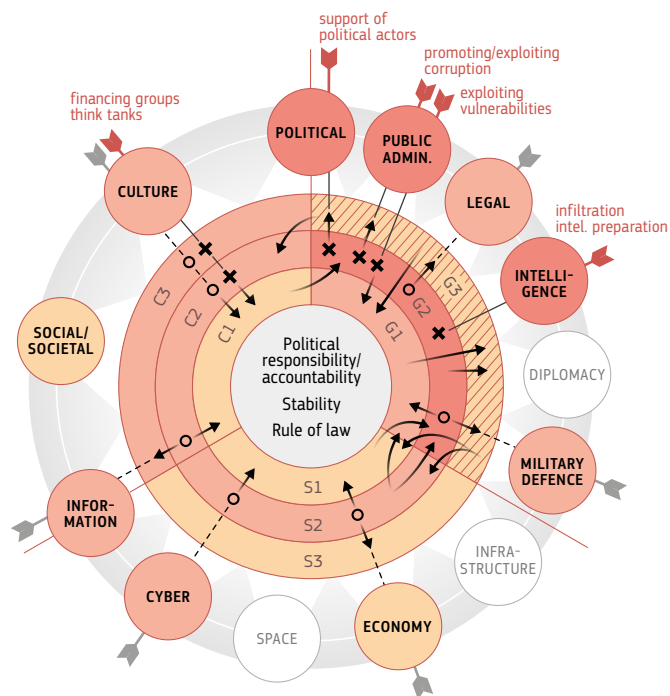 support of
political actors
promoting/exploiting
corruption
exploiting
vulnerabilities
financing groups
think tanks
POLITICAL
PUBLIC
ADMIN.
CULTURE
LEGAL
infiltration
intel. preparation
INTELLI-
GENCE
C3
C2
C1
G3
G2
G1
SOCIAL/
SOCIETAL
Political
responsibility/
accountability
Stability
Rule of law
DIPLOMACY
MILITARY
DEFENCE
INFOR-
MATION
S1
S2
S3
INFRA-
STRUCTURE
CYBER
SPACE
ECONOMY